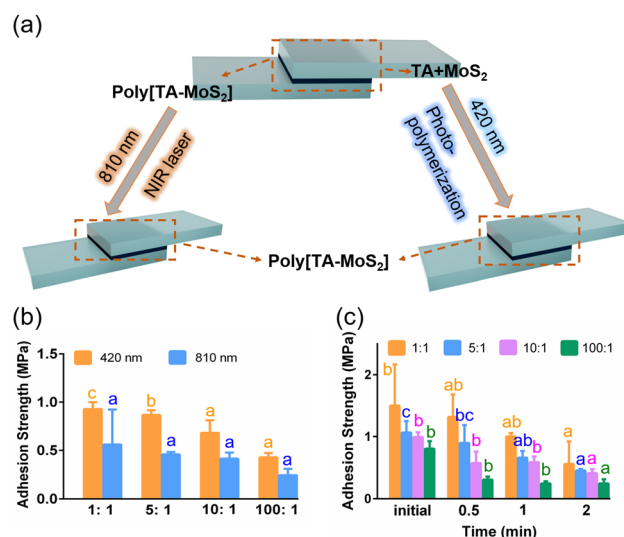 (a)
Poly[TA-MoS₂]
TA+MoS₂
810 nm
NIR laser
Photo-
polymerization
420 nm
Poly[TA-MoS₂]
(b)
Adhesion Strength (MPa)
1.5
1.0
0.5
0.0
420 nm
810 nm
c a b a a a a a
1: 1 5: 1 10: 1 100: 1
(c)
Adhesion Strength (MPa)
2
1
0
1:1 5:1 10:1 100:1
b c b b ab bc b b ab ab b b a a a a
initial 0.5 1 2
Time (min)